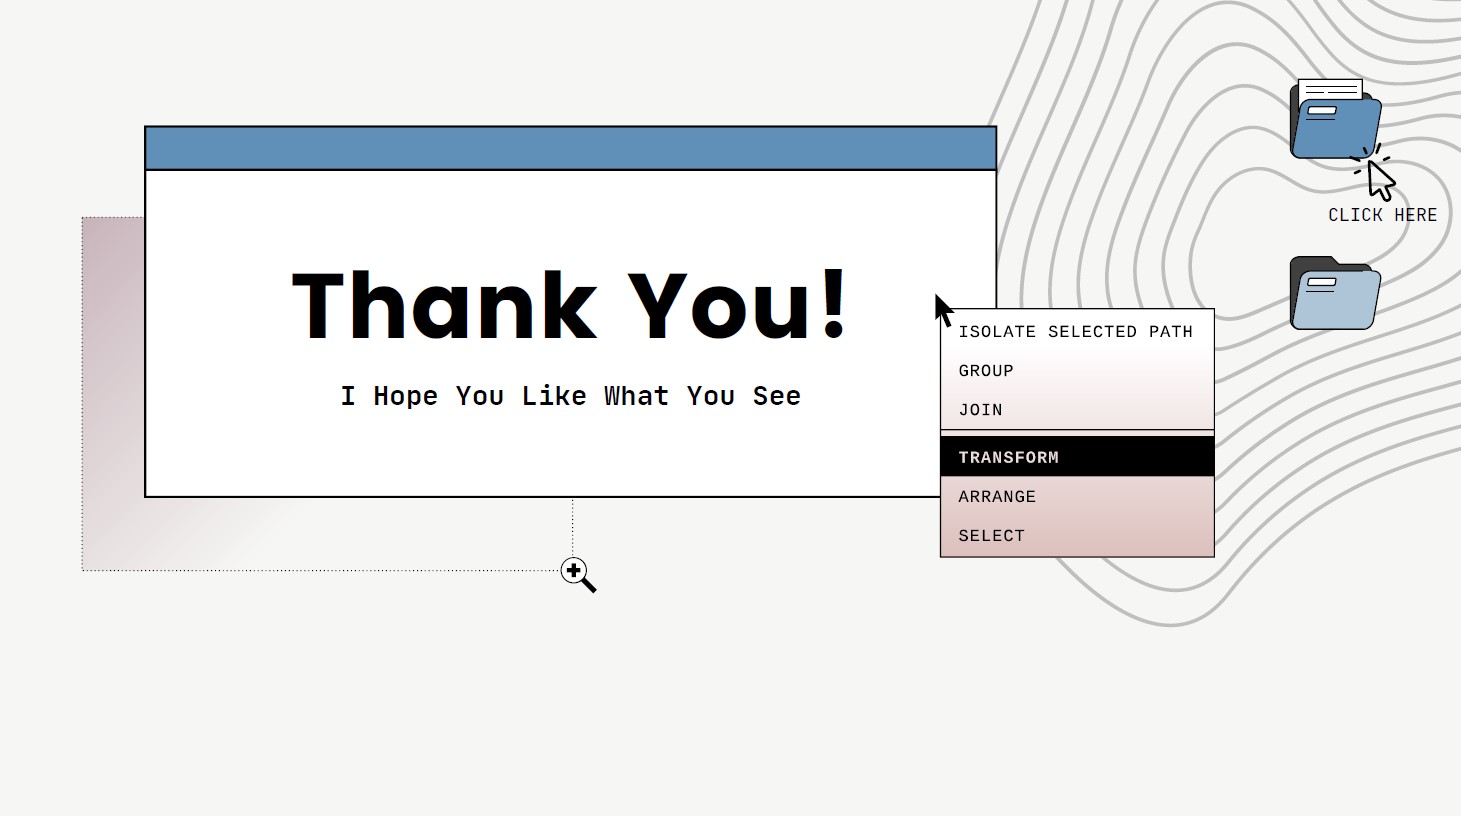 Thank You!
I Hope You Like What You See
ISOLATE SELECTED PATH
GROUP
JOIN
TRANSFORM
ARRANGE
SELECT
CLICK HERE